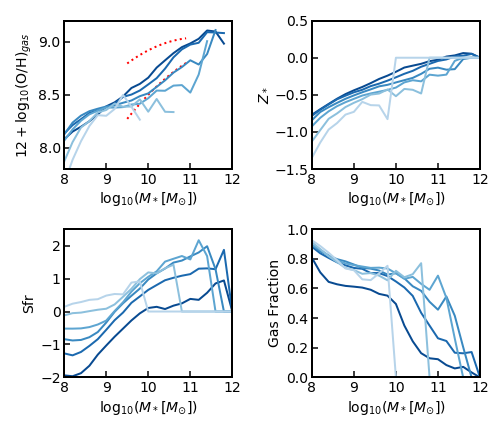 12 + log₁₀(O/H)gas
9.0
8.5
8.0
8 9 10 11 12
log₁₀(M*[M⊙])
Z*
0.5
0.0
−0.5
−1.0
−1.5
8 9 10 11 12
log₁₀(M*[M⊙])
Sfr
2
1
0
−1
−2
8 9 10 11 12
log₁₀(M*[M⊙])
Gas Fraction
1.0
0.8
0.6
0.4
0.2
0.0
8 9 10 11 12
log₁₀(M*[M⊙])